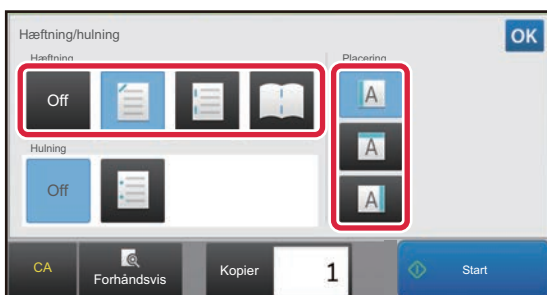 Hæftning/hulning
OK
Hæftning
Placering
Off
A
A
A
Hulning
Off
CA
Forhåndsvis
Kopier
1
Start